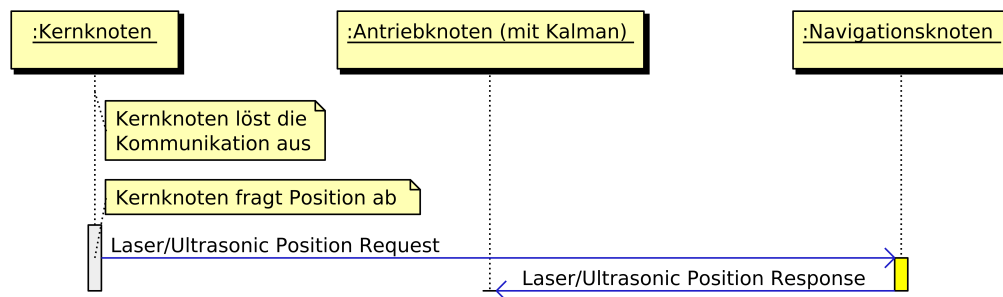 :Kernknoten
:Antriebknoten (mit Kalman)
:Navigationsknoten
Kernknoten löst die
Kommunikation aus
Kernknoten fragt Position ab
Laser/Ultrasonic Position Request
Laser/Ultrasonic Position Response